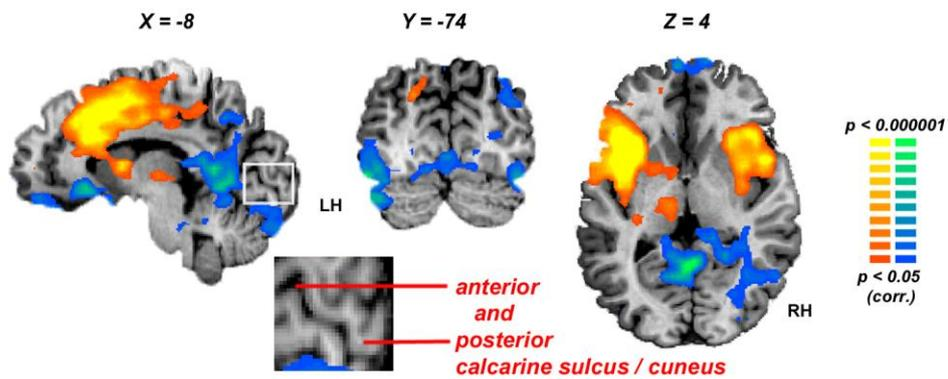 X = -8
Y = -74
Z = 4
p < 0.000001
LH
p < 0.05
(corr.)
RH
anterior
and
posterior
calcarine sulcus / cuneus